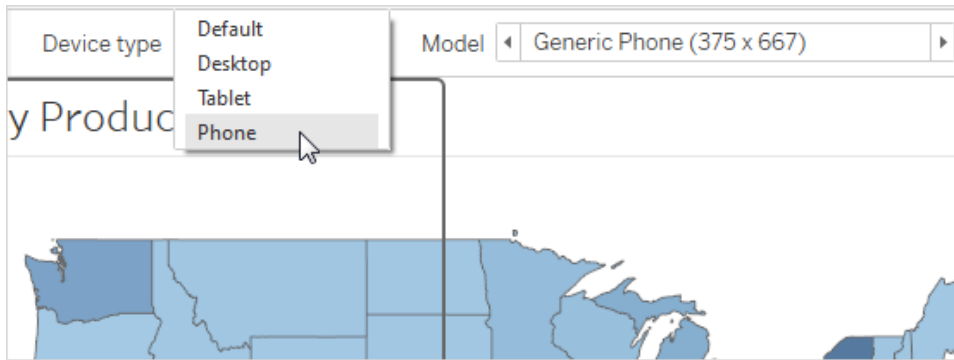 Device type
Default
Desktop
Tablet
Phone
Model
Generic Phone (375 x 667)
y Produc